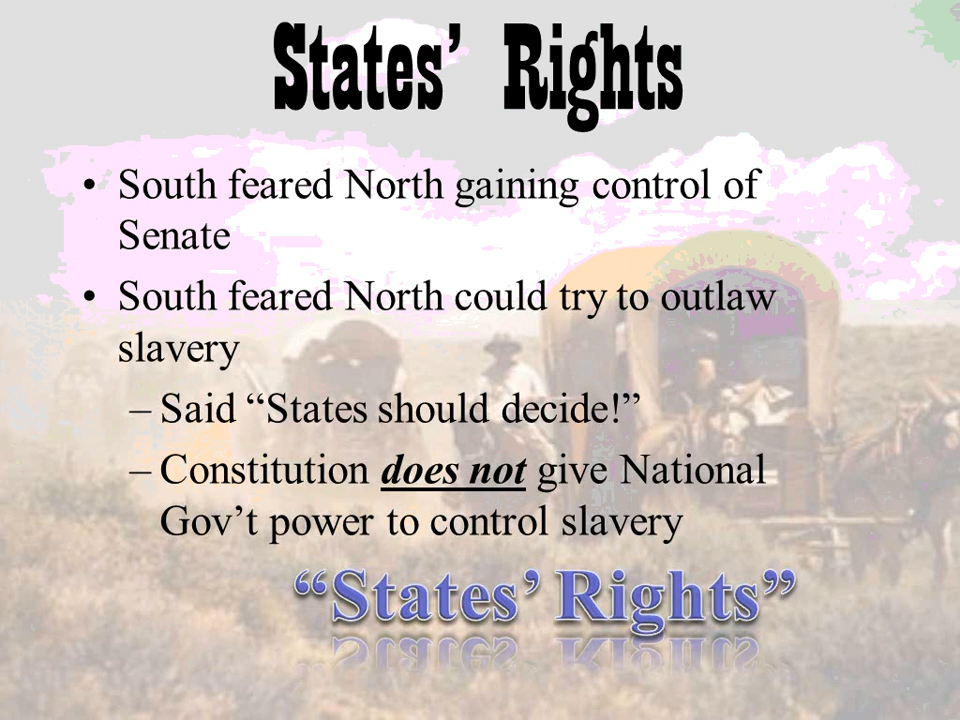 States’ Rights
• South feared North gaining control of
Senate
• South feared North could try to outlaw
slavery
– Said “States should decide!”
– Constitution does not give National
Gov’t power to control slavery
“States’ Rights”